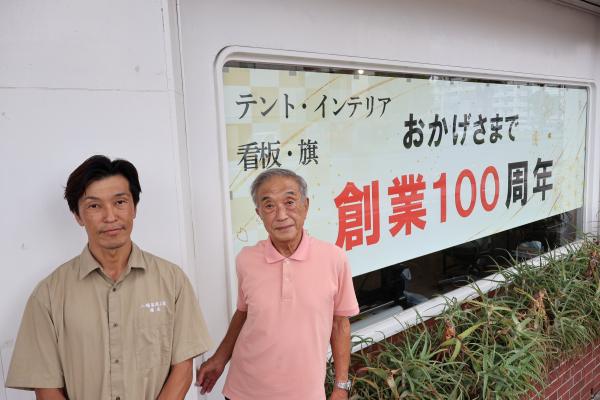 テント・インテリア
看板・旗
おかげさまで
創業100周年